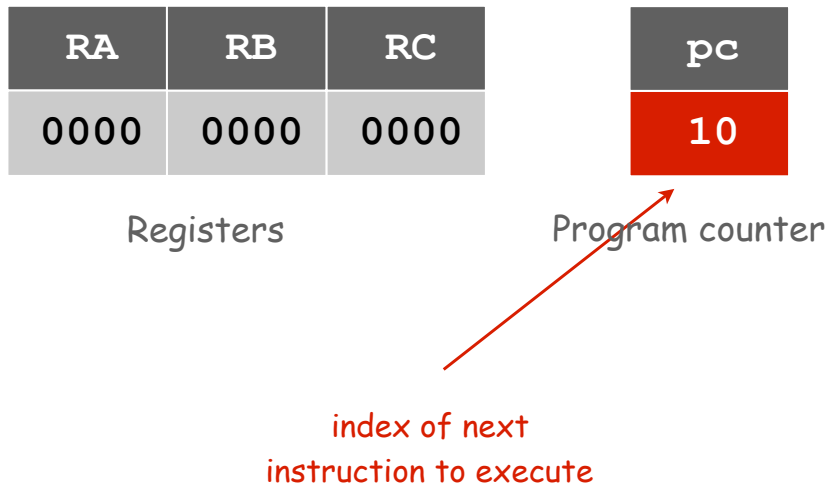 RA RB RC pc
0000 0000 0000 10
Registers Program counter
index of next
instruction to execute